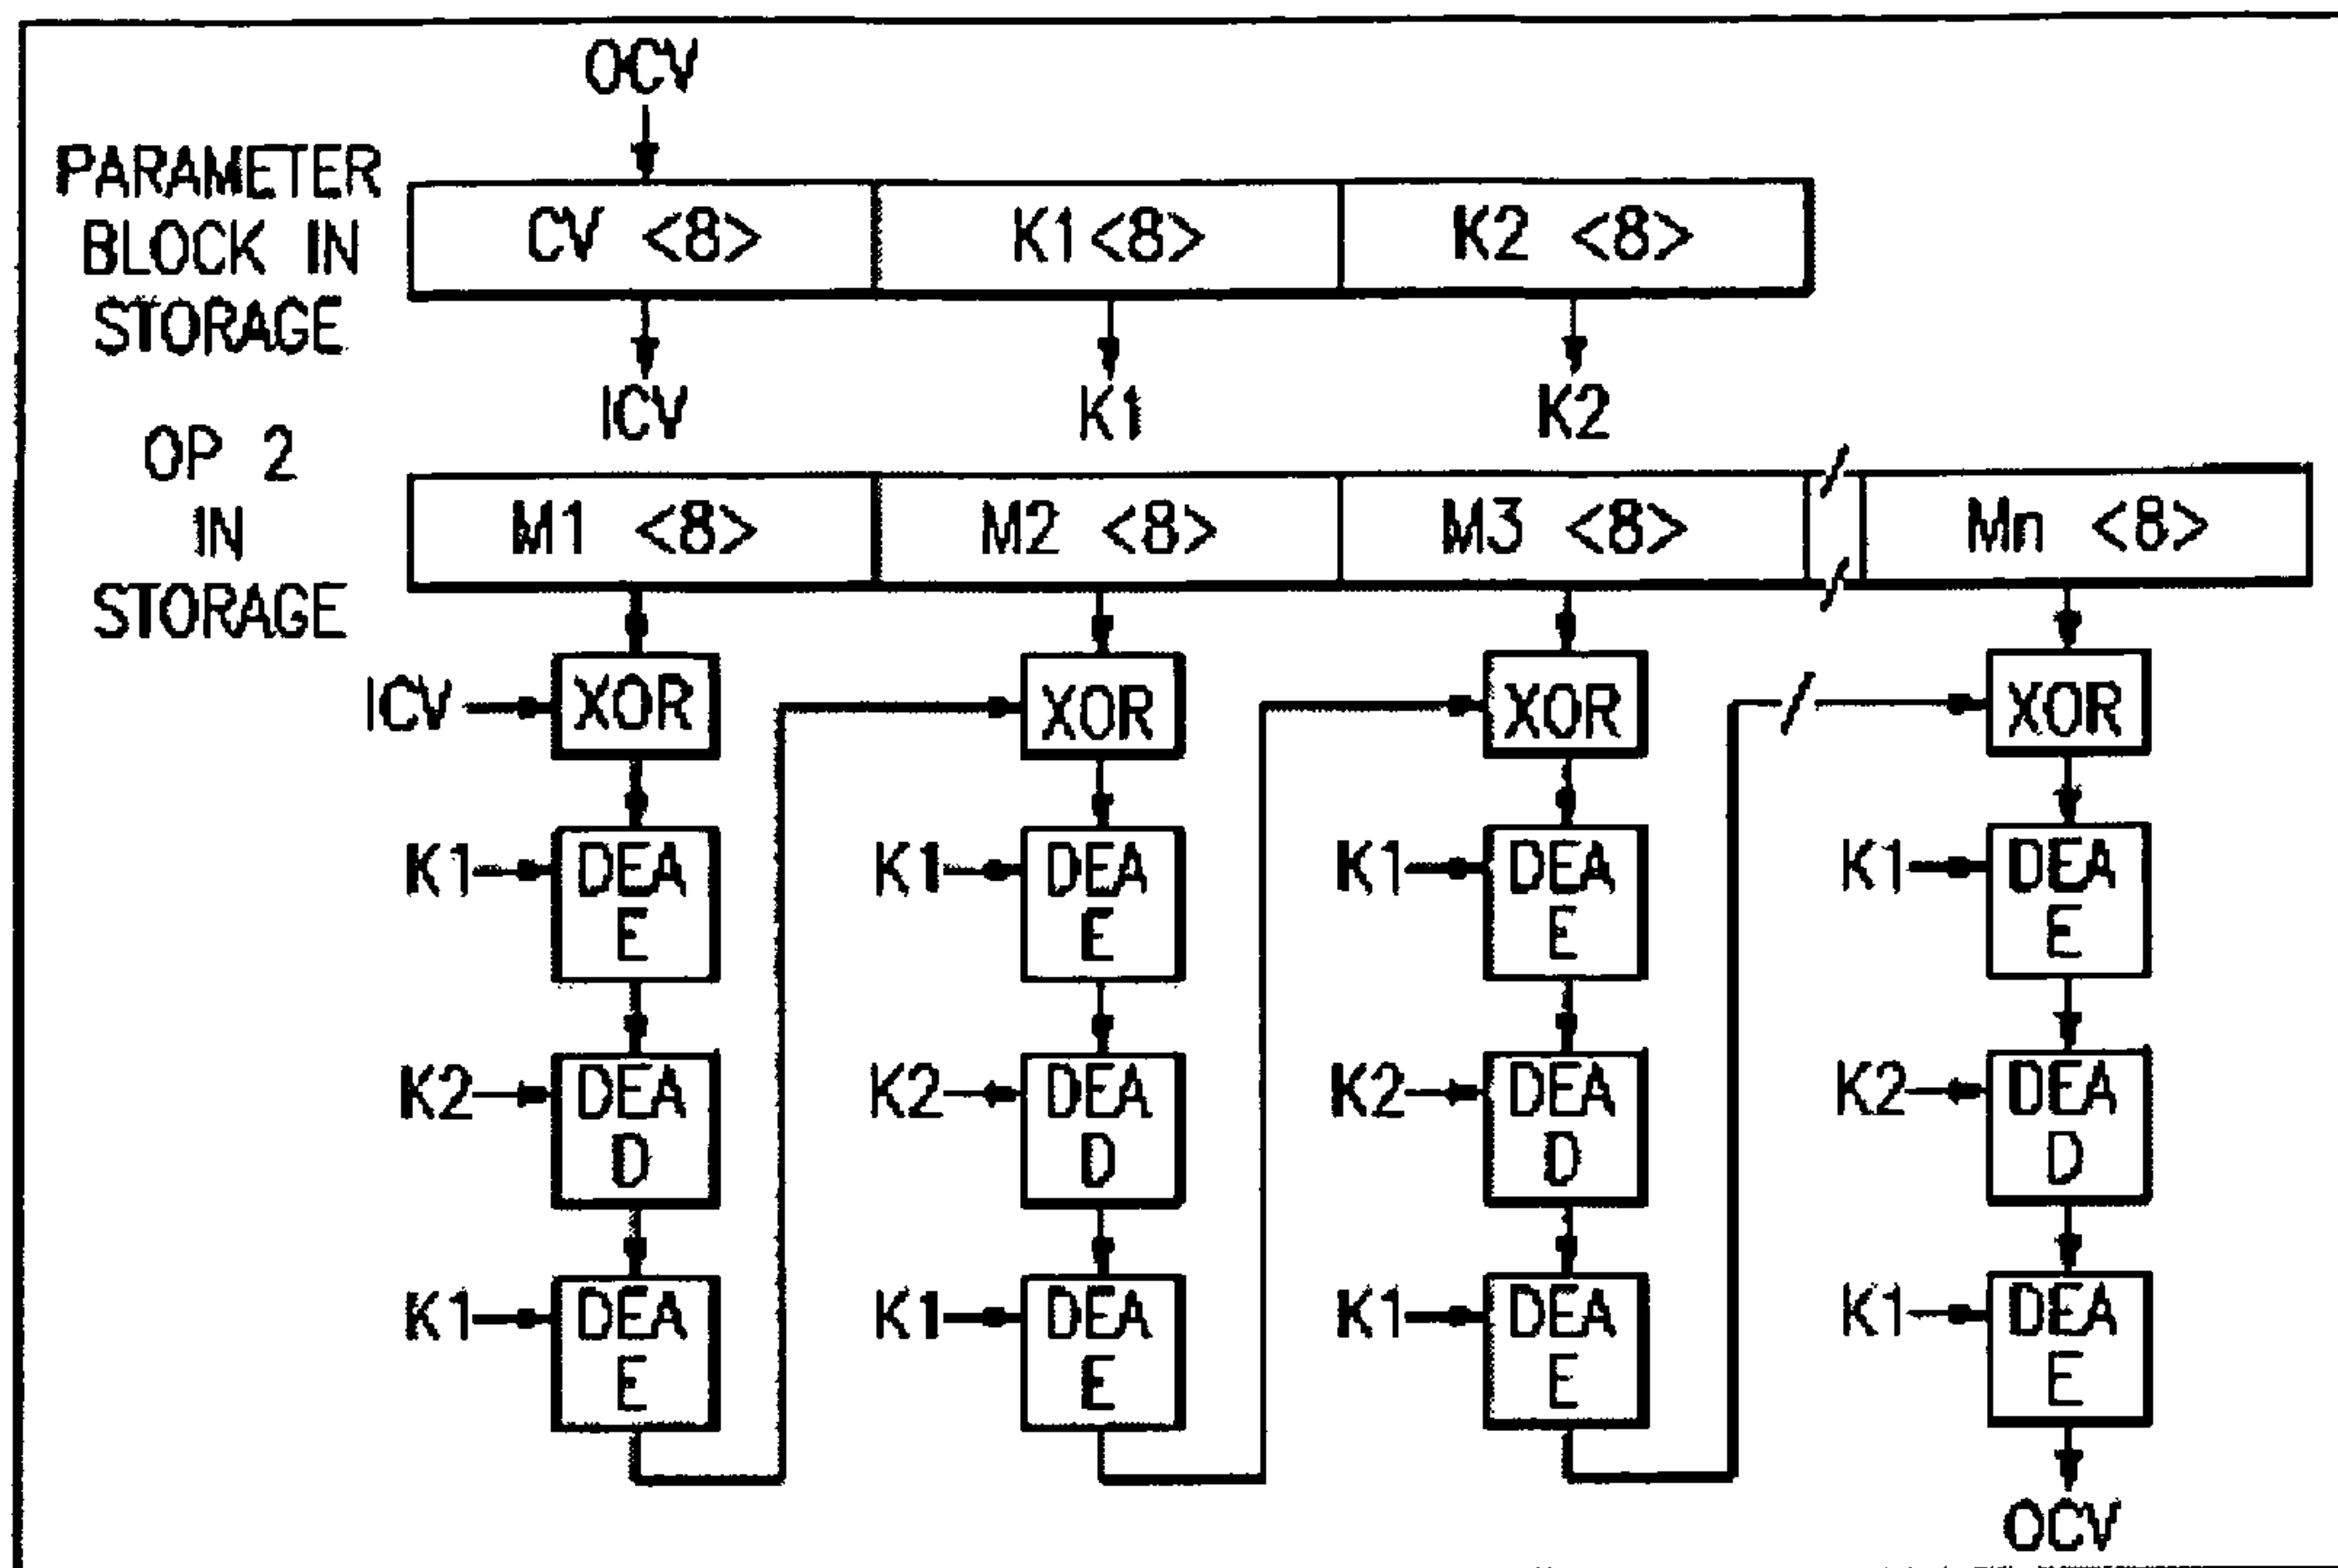 OCV
PARAMETER
BLOCK IN
STORAGE
CV <8> K1<8> K2 <8>
ICV K1 K2
OP 2
IN
STORAGE
M1 <8> M2 <8> M3 <8> Mn <8>
ICV XOR XOR XOR XOR
K1 DEA K1 DEA K1 DEA K1 DEA
E E E E
K2 DEA K2 DEA K2 DEA K2 DEA
D D D D
K1 DEA K1 DEA K1 DEA K1 DEA
E E E E
OCV